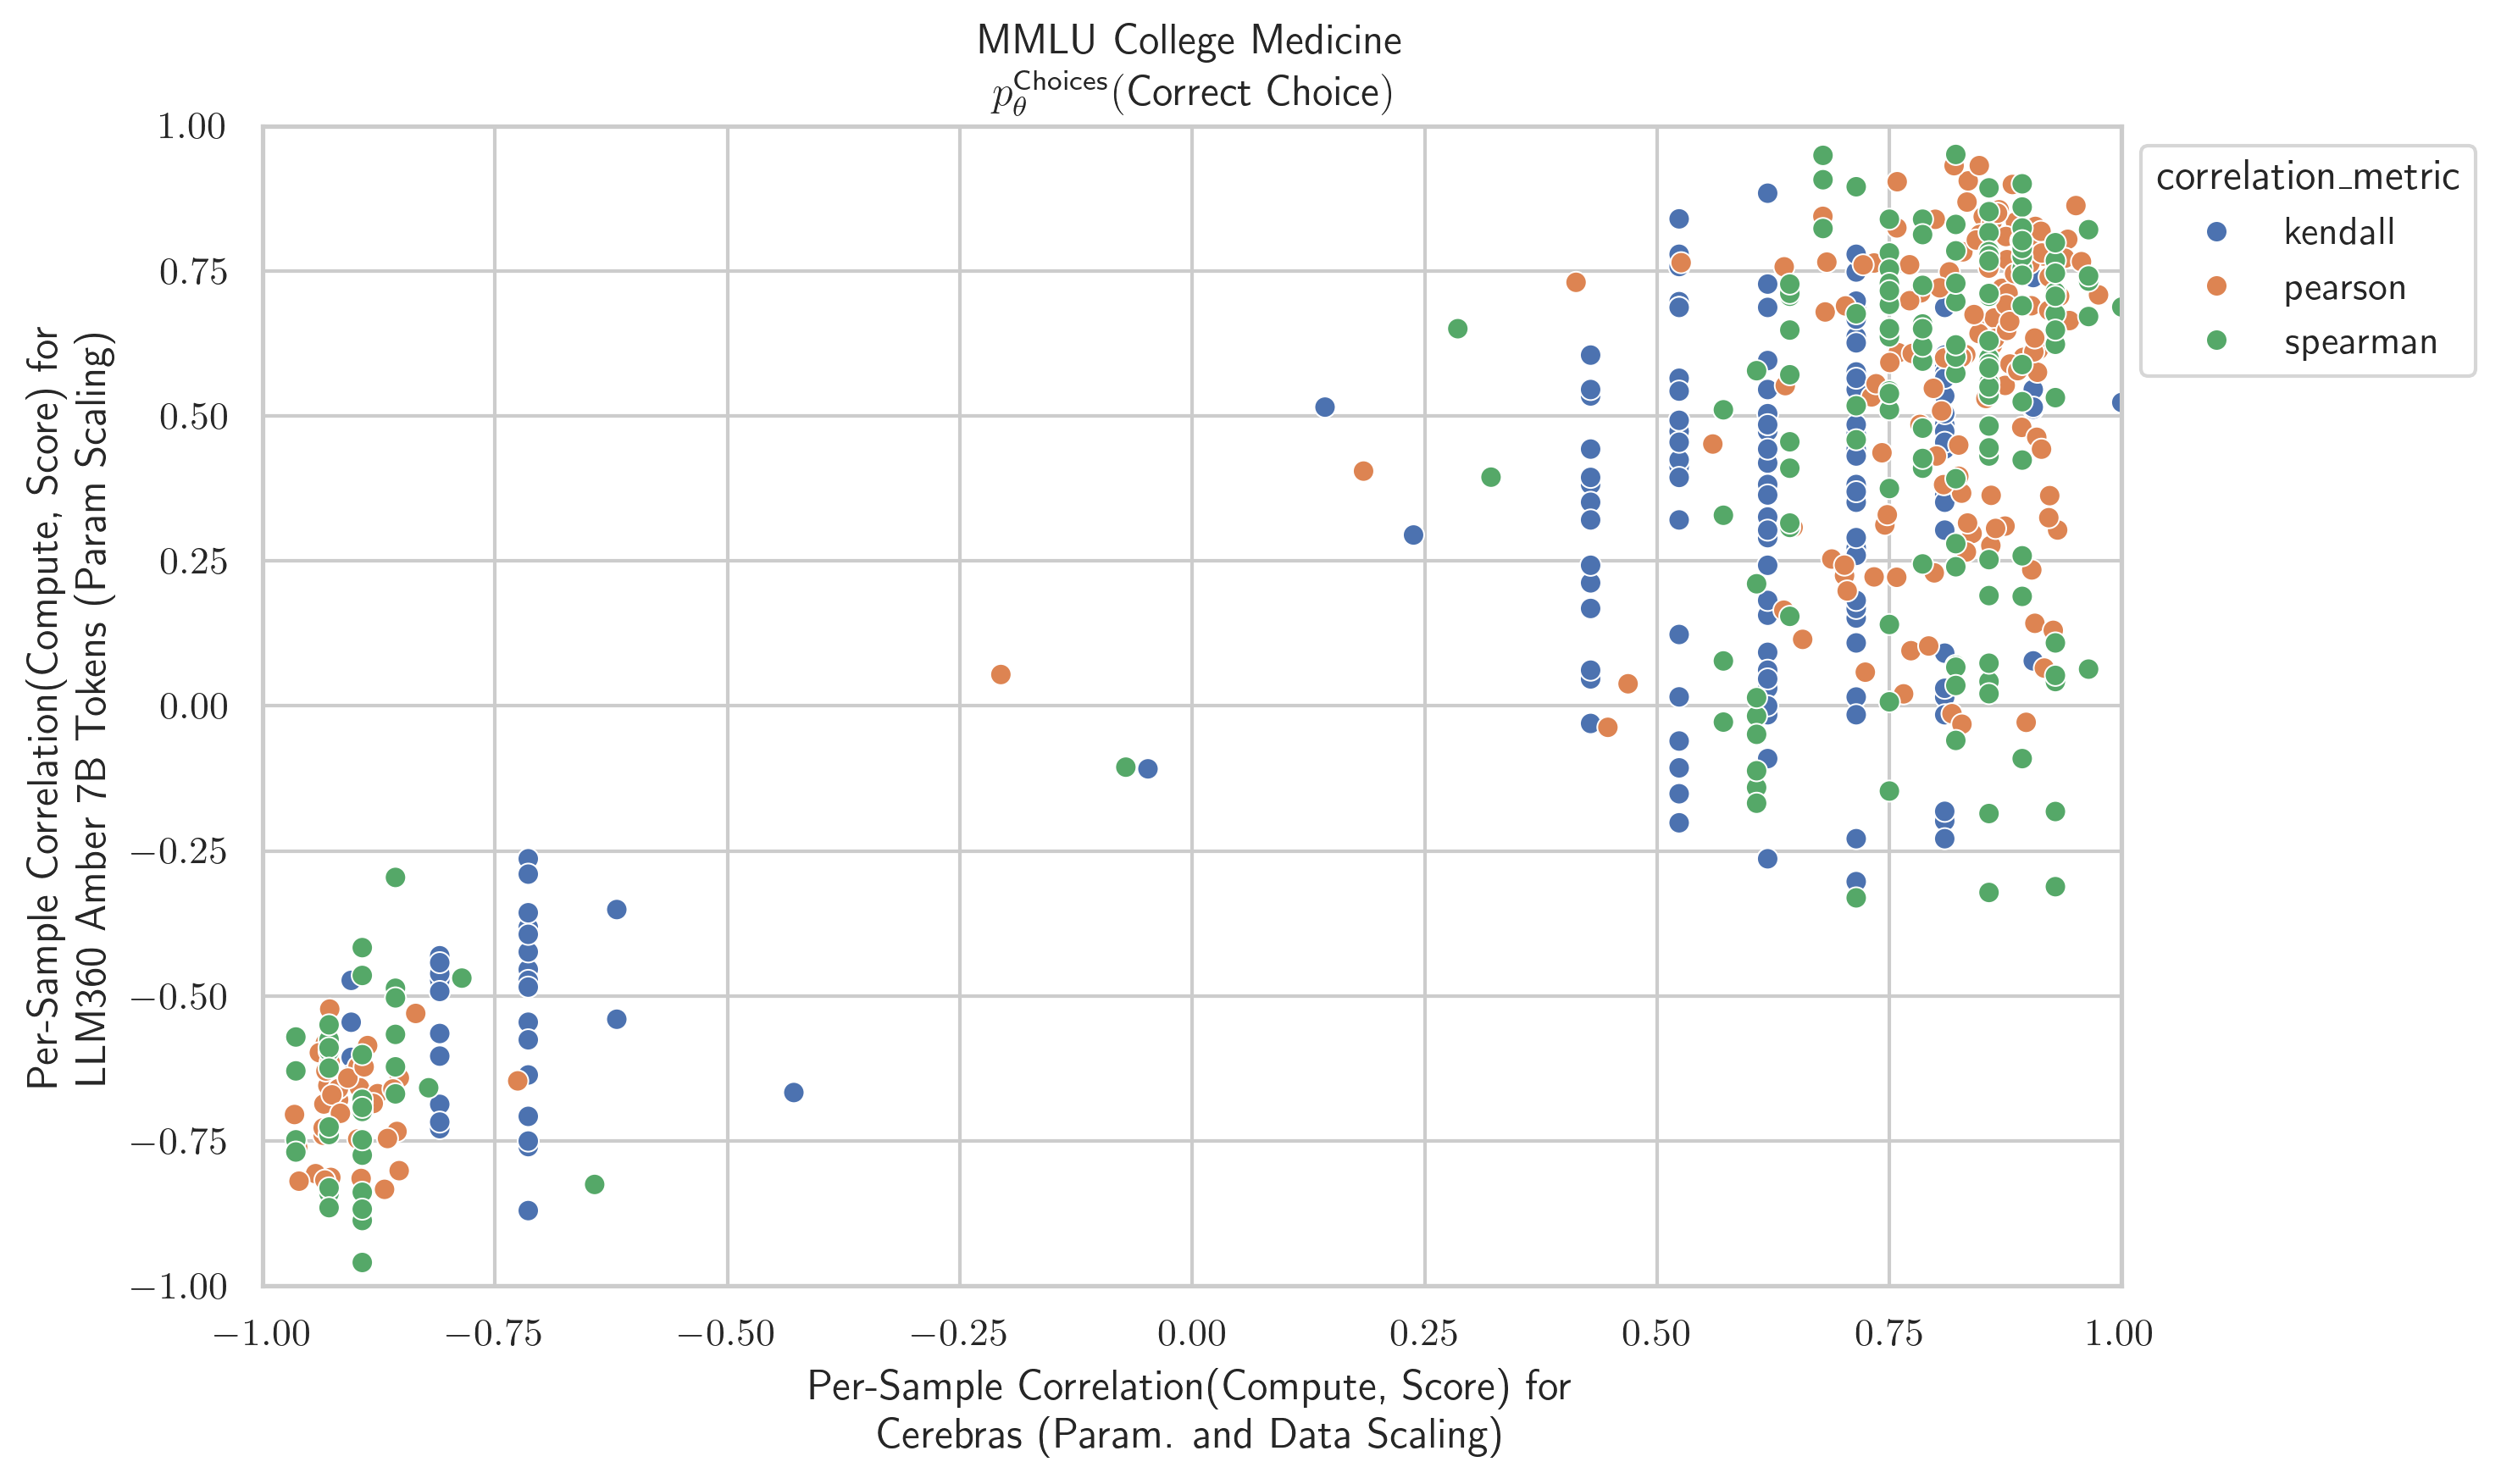 MMLU College Medicine
p_θ^Choices(Correct Choice)
1.00
0.75
0.50
0.25
0.00
−0.25
−0.50
−0.75
−1.00
Per-Sample Correlation(Compute, Score) for
LLM360 Amber 7B Tokens (Param Scaling)
−1.00 −0.75 −0.50 −0.25 0.00 0.25 0.50 0.75 1.00
Per-Sample Correlation(Compute, Score) for
Cerebras (Param. and Data Scaling)
correlation_metric
kendall
pearson
spearman